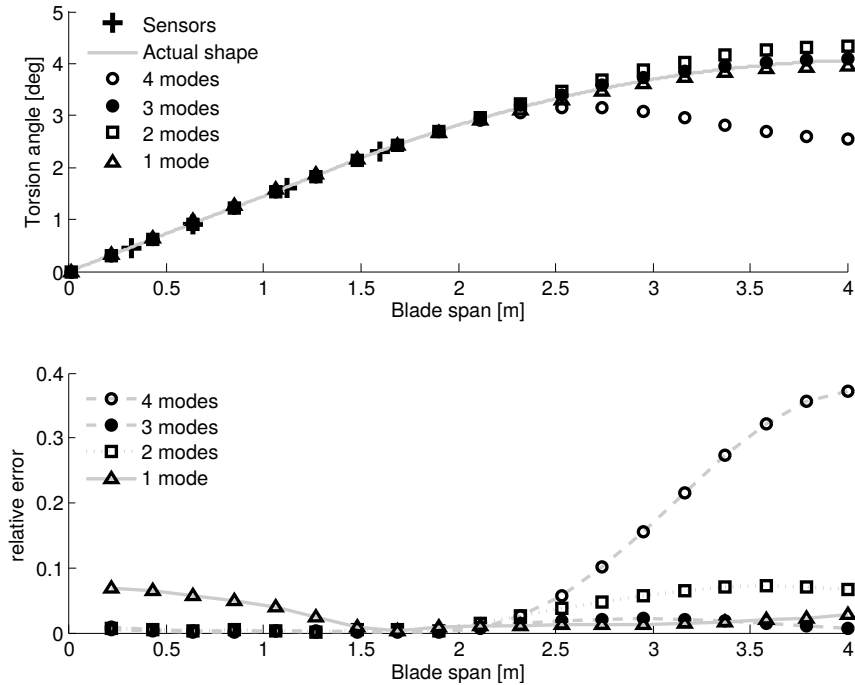 Sensors
Actual shape
4 modes
3 modes
2 modes
1 mode
Torsion angle [deg]
5
4
3
2
1
0
0 0.5 1 1.5 2 2.5 3 3.5 4
Blade span [m]
4 modes
3 modes
2 modes
1 mode
relative error
0.4
0.3
0.2
0.1
0
0 0.5 1 1.5 2 2.5 3 3.5 4
Blade span [m]